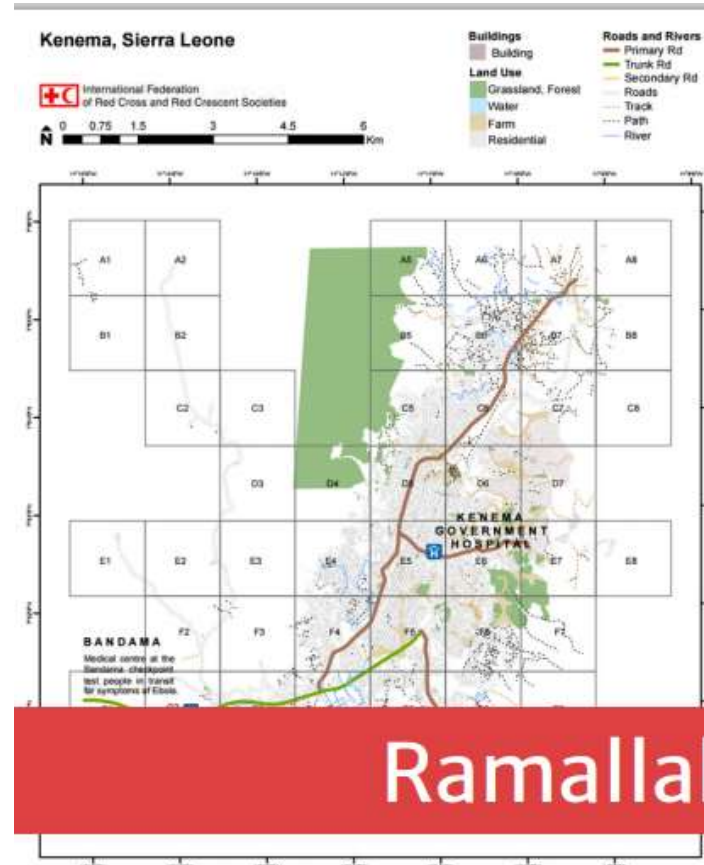 Kenema, Sierra Leone
International Federation
of Red Cross and Red Crescent Societies
N
0 0.75 1.5 3 4.5 6
Km
Buildings
Building
Land Use
Grassland, Forest
Water
Farm
Residential
Roads and Rivers
Primary Rd
Trunk Rd
Secondary Rd
Roads
Track
Path
River
A1 A2 A5 A6 A7 A8
B1 B2 B5 B6 B7 B8
C2 C3 C5 C6 C7 C8
D3 D4 D5 D6 D7
KENEMA
GOVERNMENT
HOSPITAL
E1 E2 E3 E4 E5 E6 E7 E8
F2 F3 F4 F5 F6 F7
BANDAMA
Medical centre at the
Bandama checkpoint
test people in transit
for symptoms of Ebola
Ramallal